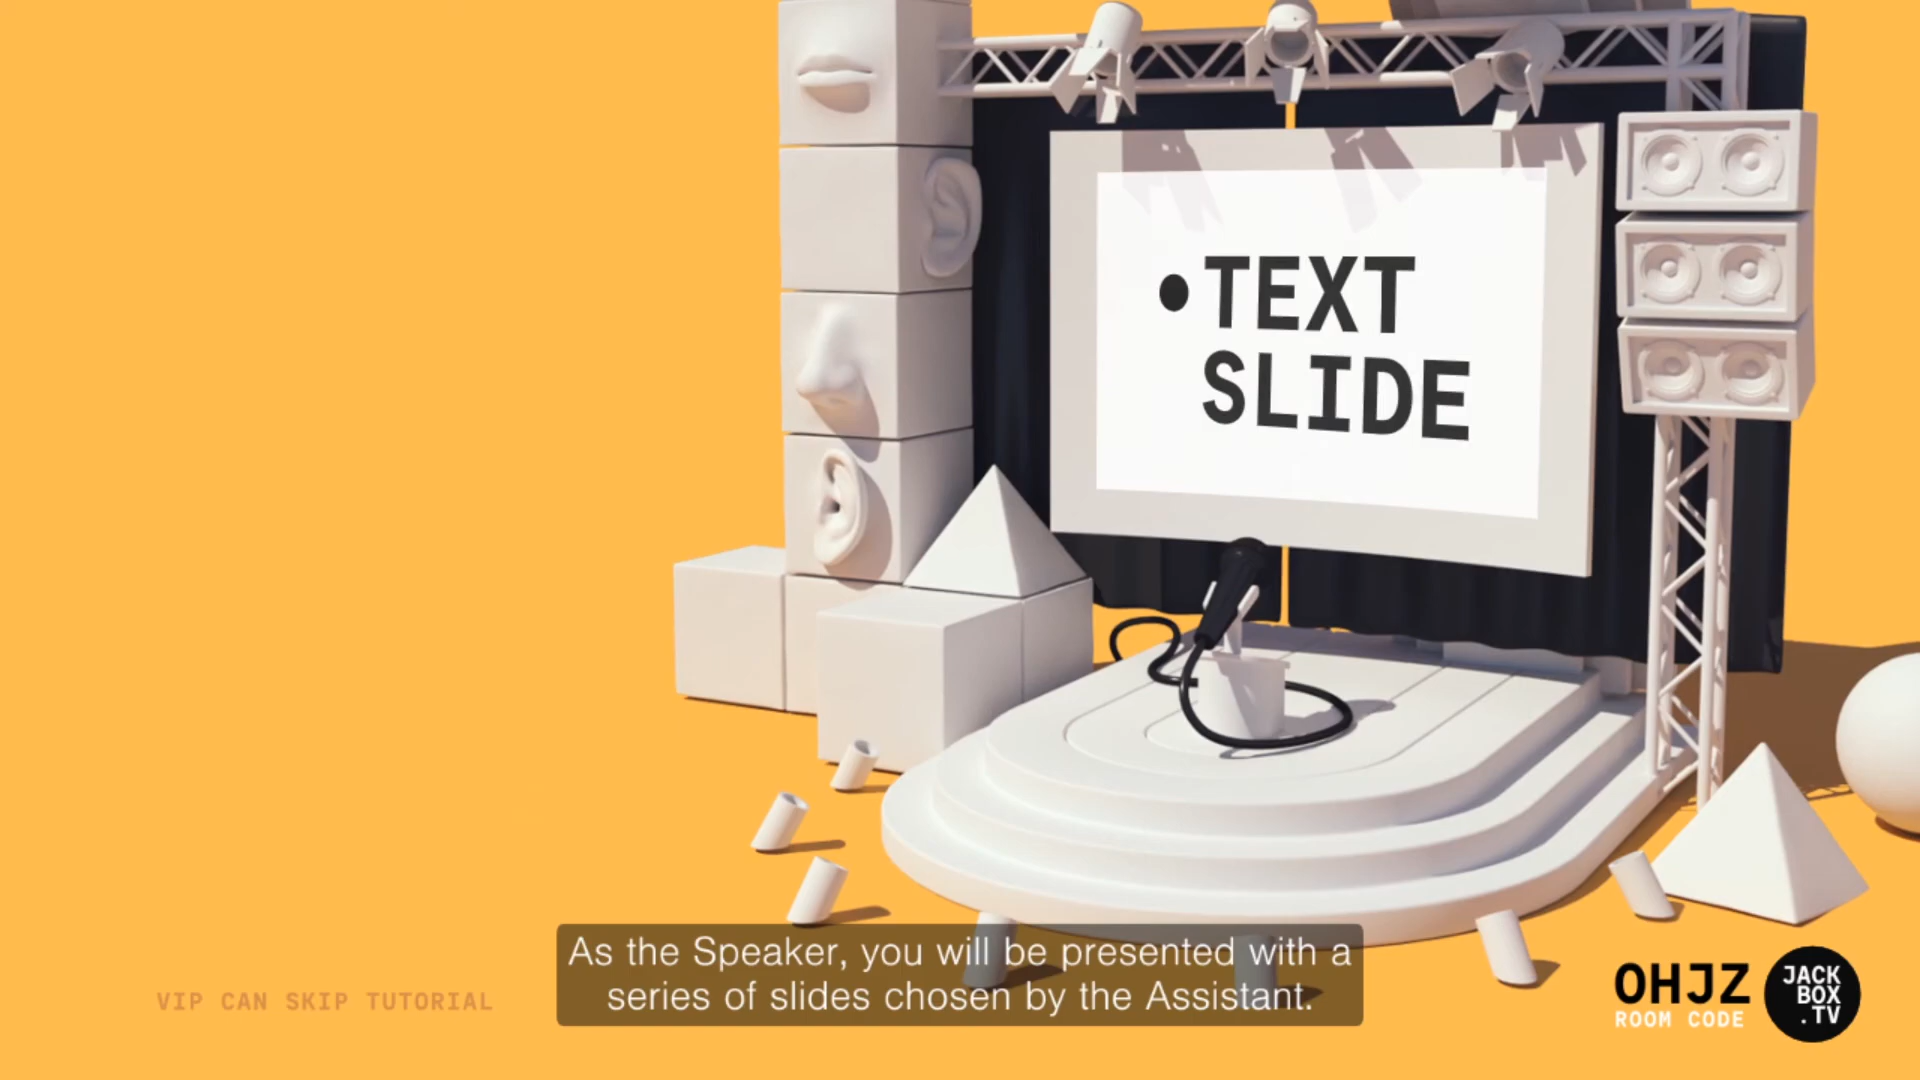 •TEXT
SLIDE
As the Speaker, you will be presented with a
series of slides chosen by the Assistant.
VIP CAN SKIP TUTORIAL
OHJZ
ROOM CODE
JACK
BOX
.TV